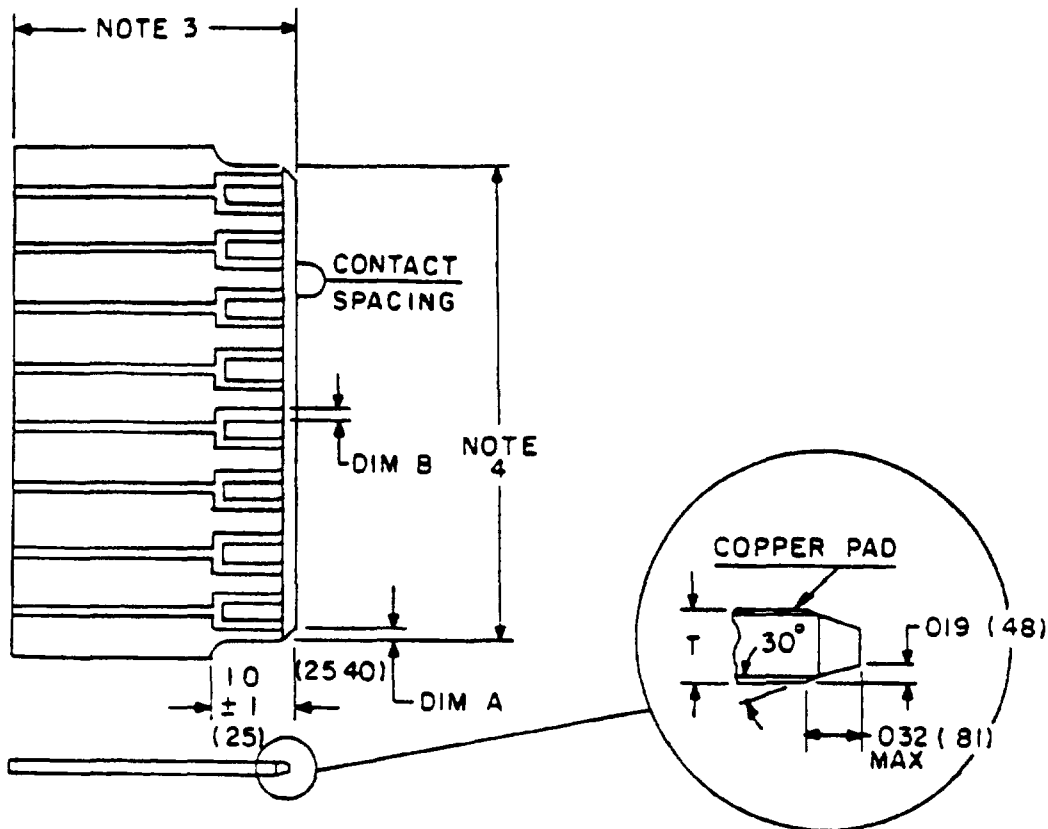 NOTE 3
CONTACT
SPACING
DIM B
NOTE
4
COPPER PAD
T
30°
019 (48)
032 (81)
MAX
10
± 1
(25)
(25 40)
DIM A